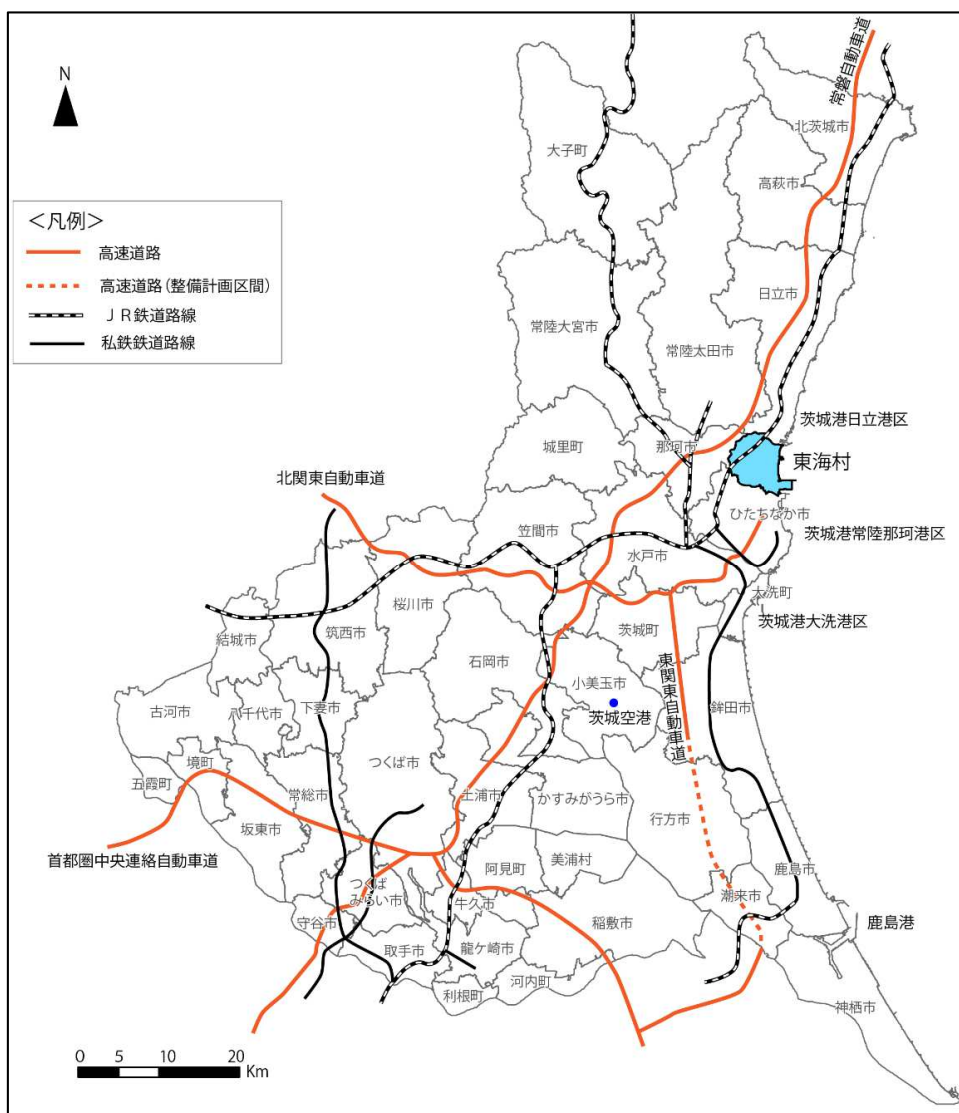 N
常磐自動車道
北茨城市
大子町
高萩市
＜凡例＞
高速道路
高速道路（整備計画区間）
ＪＲ鉄道路線
私鉄鉄道路線
日立市
常陸大宮市
常陸太田市
茨城港日立港区
城里町
那珂市
東海村
北関東自動車道
ひたちなか市
笠間市
茨城港常陸那珂港区
水戸市
桜川市
大洗町
茨城港大洗港区
結城市
筑西市
茨城町
石岡市
小美玉市
東関東自動車道
古河市
八千代市
下妻市
茨城空港
鉾田市
つくば市
境町
五霞町
常総市
土浦市
かすみがうら市
行方市
坂東市
首都圏中央連絡自動車道
阿見町
美浦村
鹿島市
つくば
みらい市
牛久市
潮来市
守谷市
稲敷市
鹿島港
取手市
龍ケ崎市
河内町
利根町
神栖市
0 5 10 20
Km